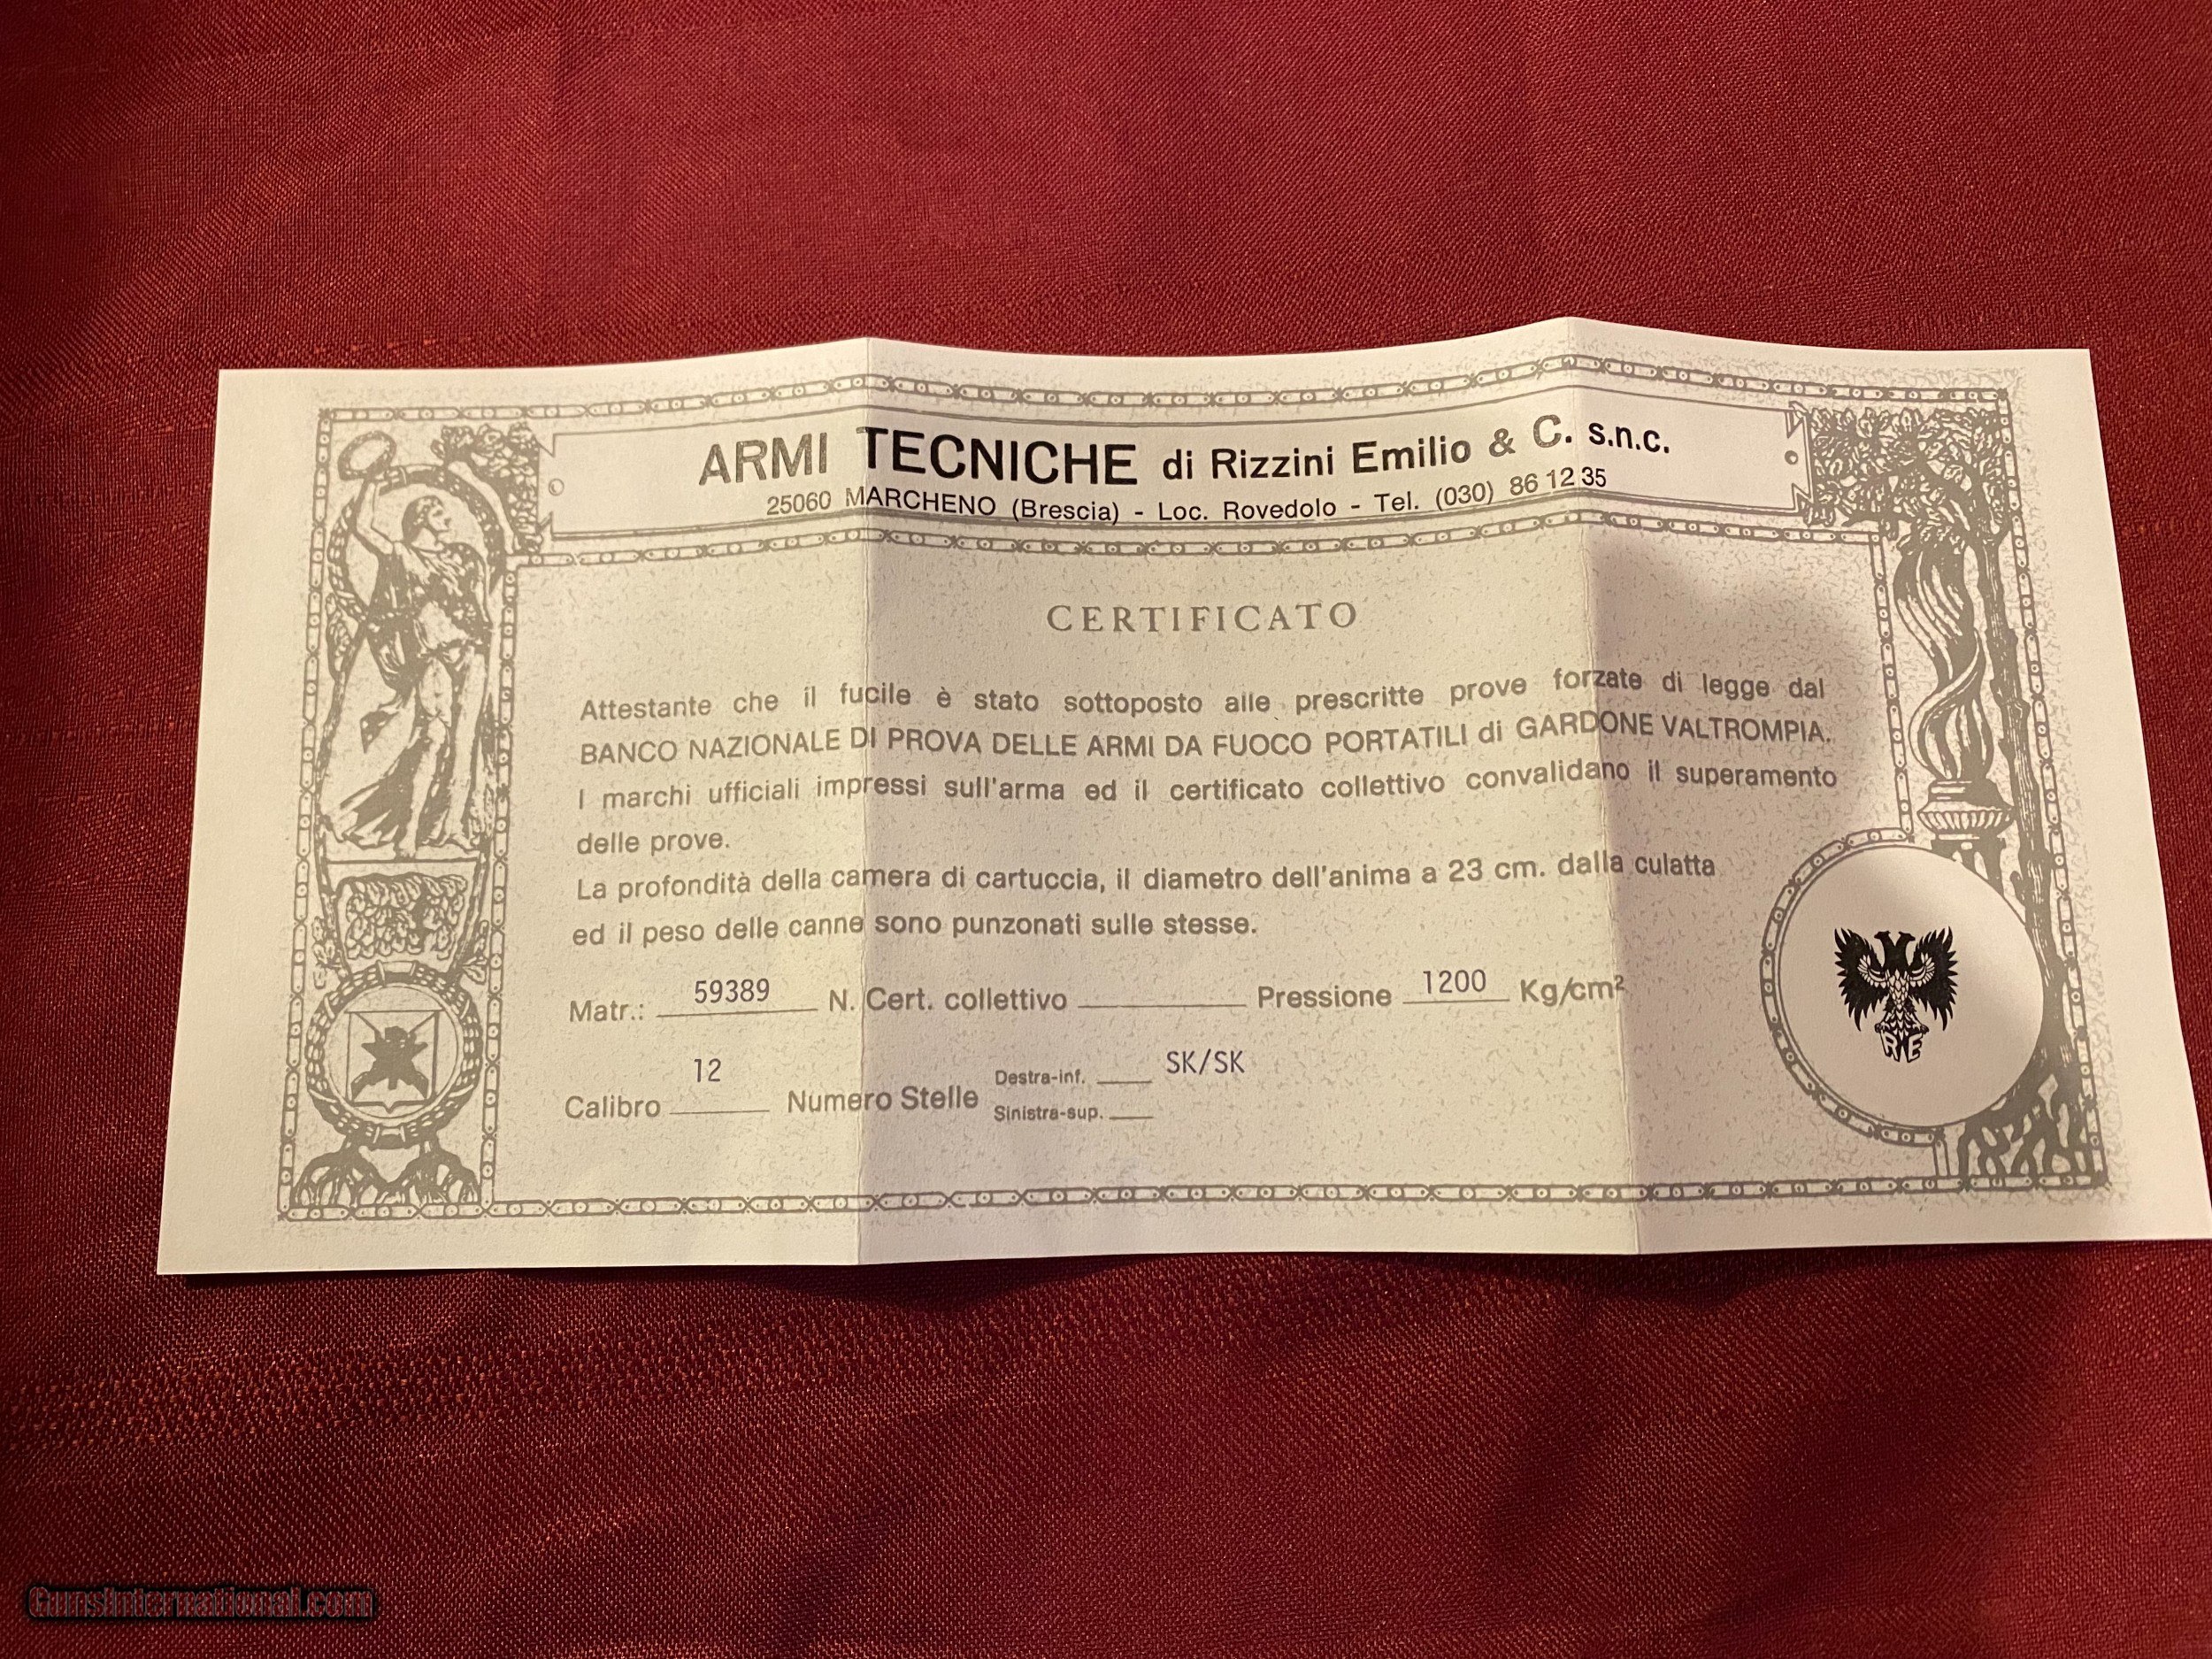 ARMI TECNICHE di Rizzini Emilio & C. s.n.c.
25060 MARCHENO (Brescia) - Loc. Rovedolo - Tel. (030) 86 12 35
CERTIFICATO
Attestante che il fucile è stato sottoposto alle prescritte prove forzate di legge dal
BANCO NAZIONALE DI PROVA DELLE ARMI DA FUOCO PORTATILI di GARDONE VALTROMPIA.
I marchi ufficiali impressi sull'arma ed il certificato collettivo convalidano il superamento
delle prove.
La profondità della camera di cartuccia, il diametro dell'anima a 23 cm. dalla culatta
ed il peso delle canne sono punzonati sulle stesse.
Matr.: 59389 N. Cert. collettivo Pressione 1200 Kg/cm²
Calibro 12 Numero Stelle Destra-inf. SK/SK
Sinistra-sup.
RE
GunsInternational.com